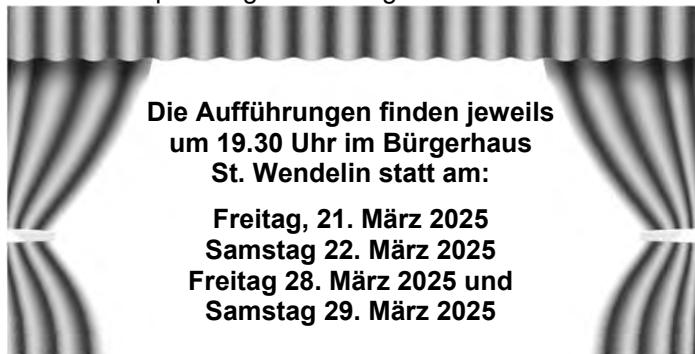 Die Aufführungen finden jeweils
um 19.30 Uhr im Bürgerhaus
St. Wendelin statt am:
Freitag, 21. März 2025
Samstag 22. März 2025
Freitag 28. März 2025 und
Samstag 29. März 2025